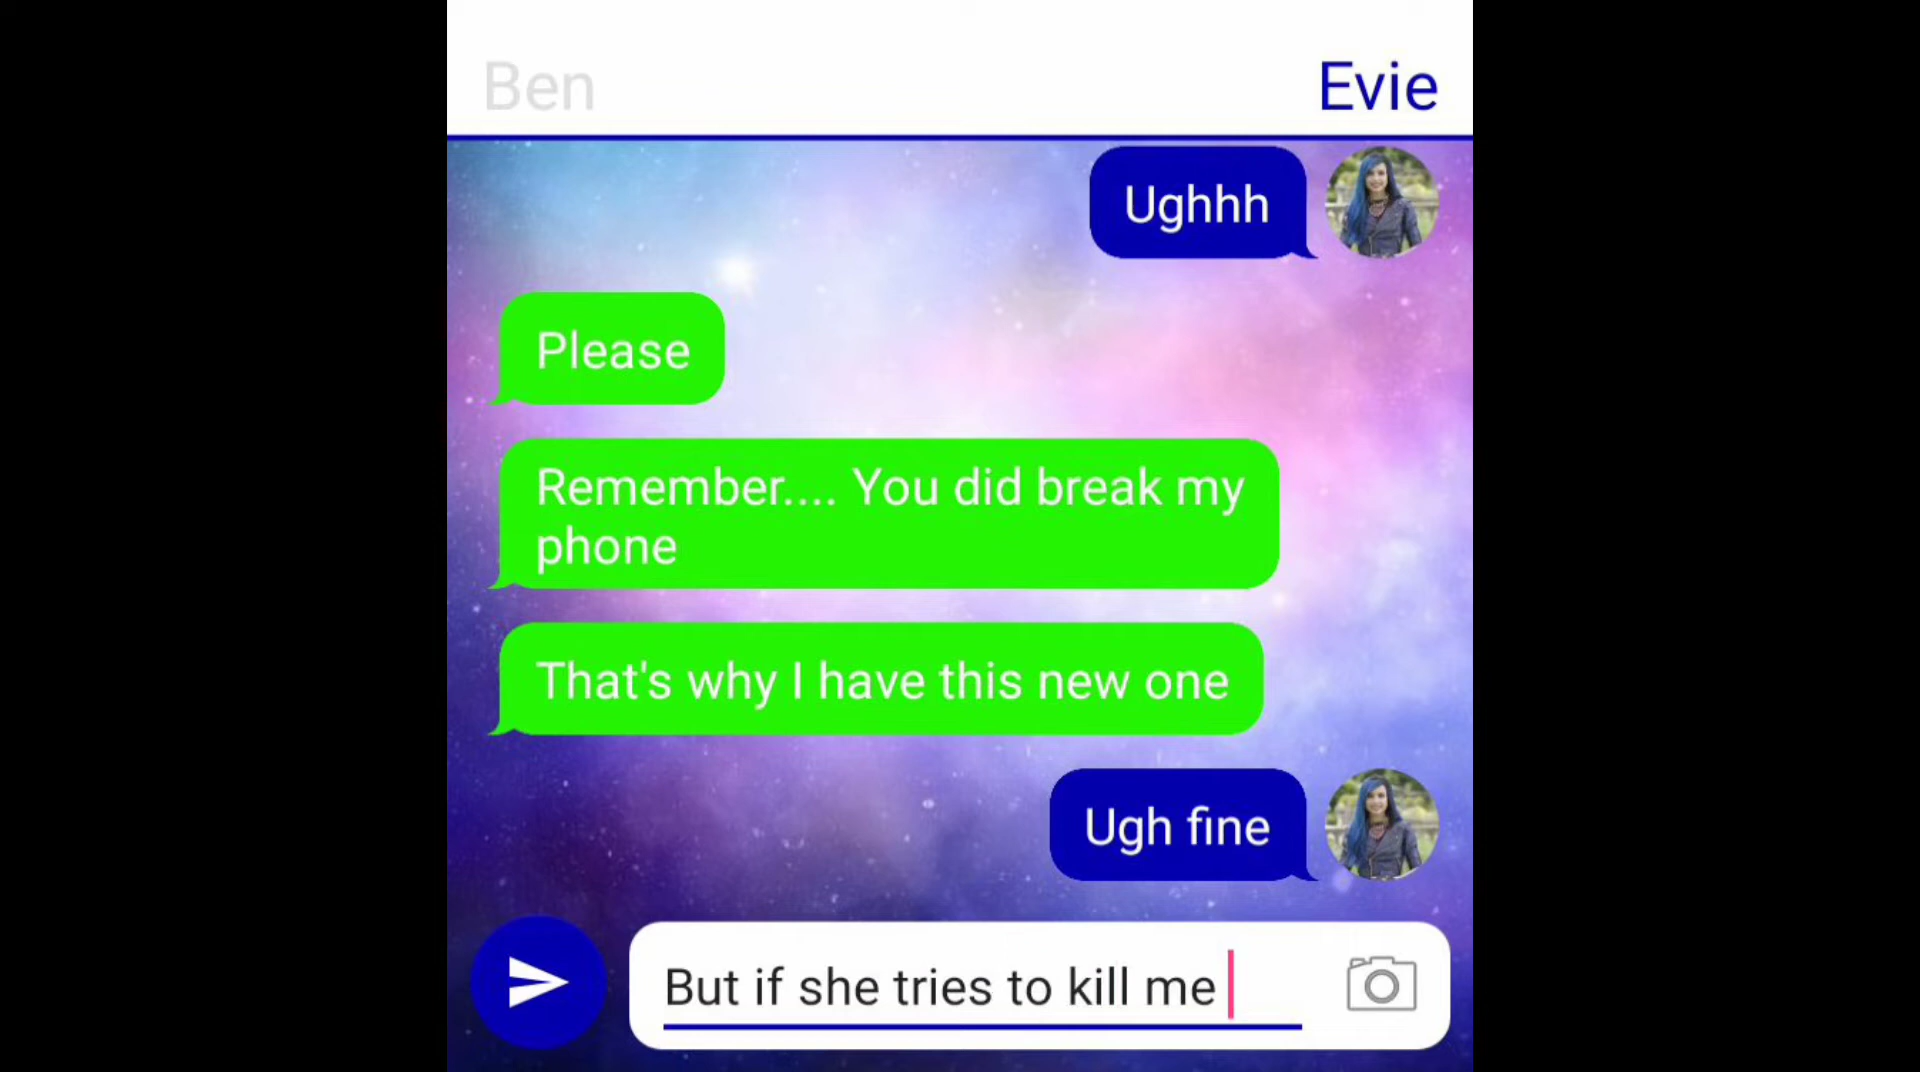 Ben
Evie
Ughhh
Please
Remember.... You did break my
phone
That's why I have this new one
Ugh fine
But if she tries to kill me